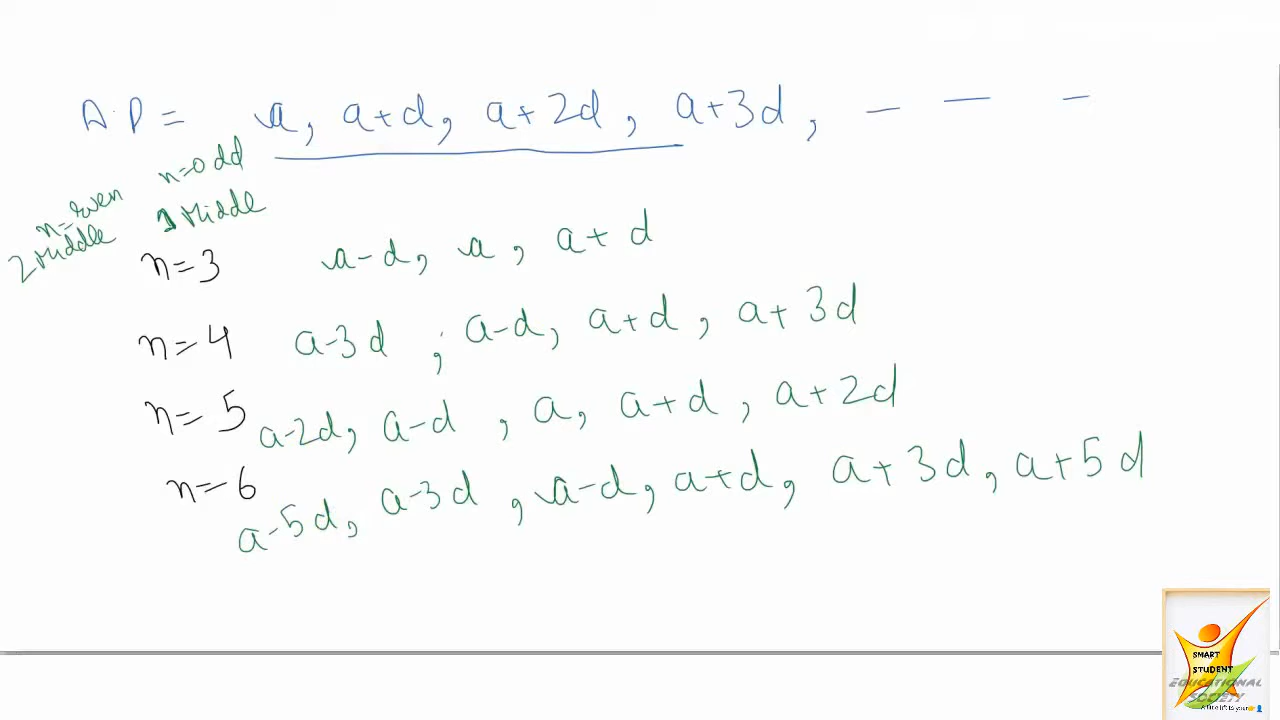 A.P = a, a+d, a+2d, a+3d, — — —
n=odd
1 Middle
n=even
2 Middle
n=3 a-d, a, a+d
n=4 a-3d, a-d, a+d, a+3d
n=5 a-2d, a-d, a, a+d, a+2d
n=6 a-5d, a-3d, a-d, a+d, a+3d, a+5d
SMART
STUDENT
EDUCATIONAL
SOCIETY